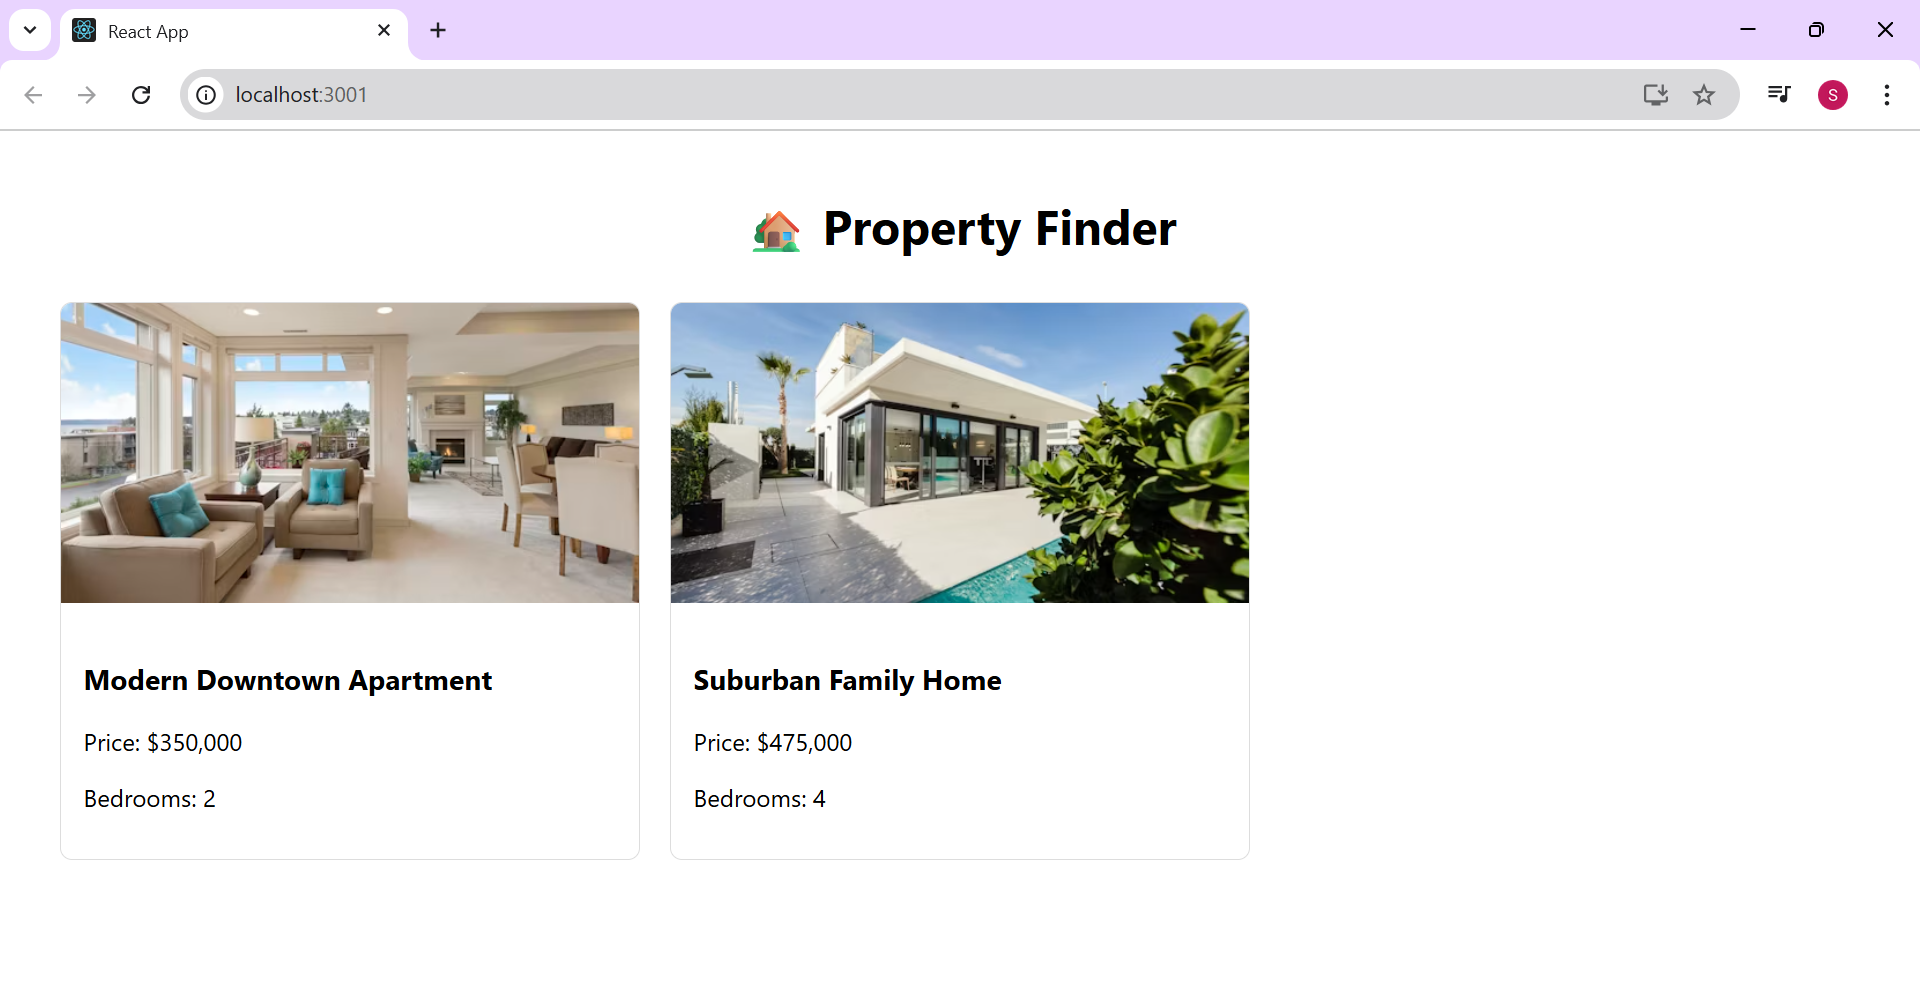 React App
localhost:3001
S
🏡 Property Finder
Modern Downtown Apartment
Price: $350,000
Bedrooms: 2
Suburban Family Home
Price: $475,000
Bedrooms: 4